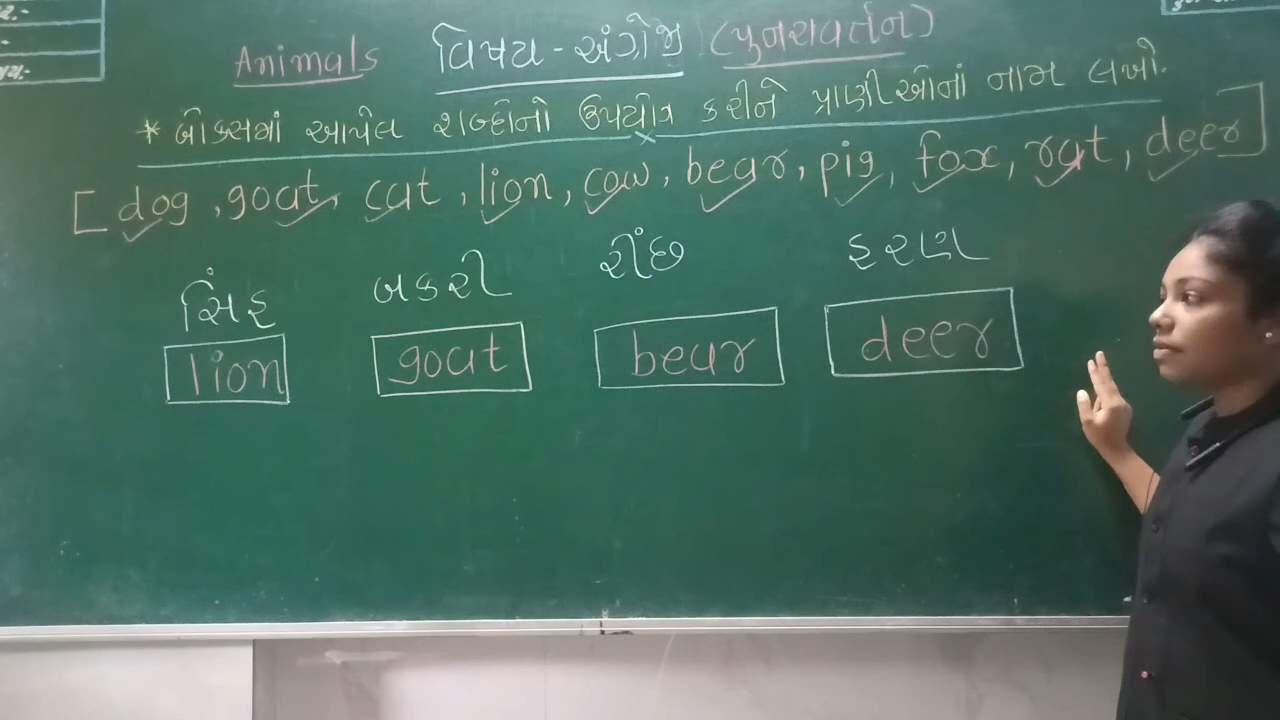 Animals વિષય - અંગ્રેજી (પુનરાવર્તન)
* બોક્સમાં આપેલ શબ્દોનો ઉપયોગ કરીને પ્રાણીઓનાં નામ લખો.
[ dog, goat, cat, lion, cow, bear, pig, fox, rat, deer ]
સિંહ બકરી રીંછ હરણ
lion goat bear deer